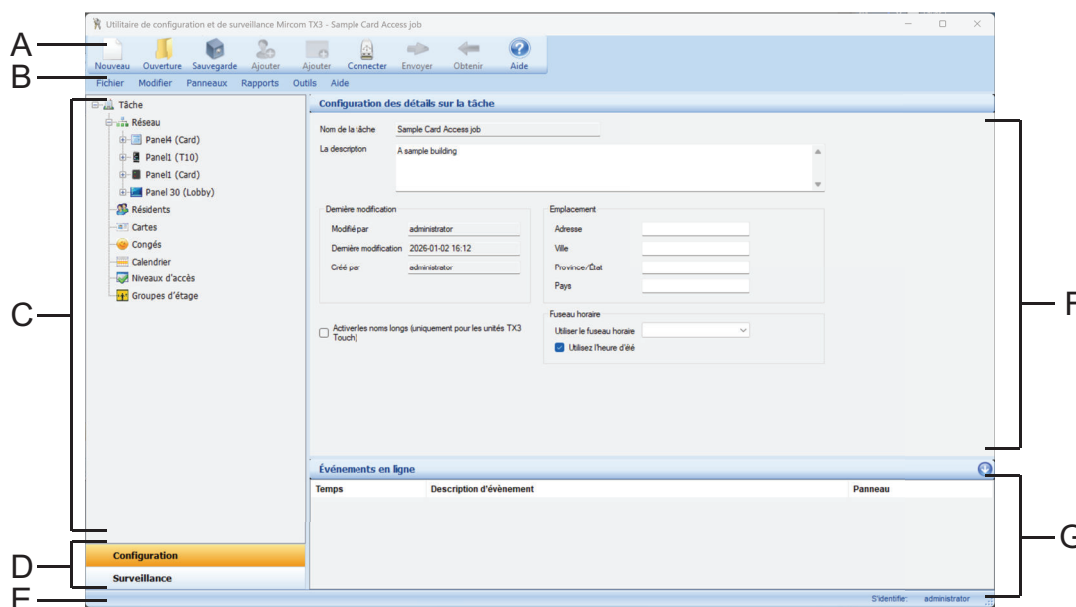 Utilitaire de configuration et de surveillance Mircom TX3 - Sample Card Access job
A
Nouveau Ouverture Sauvegarde Ajouter Ajouter Connecter Envoyer Obtenir Aide
B
Fichier Modifier Panneaux Rapports Outils Aide
C
Tâche
Réseau
Panel4 (Card)
Panel1 (T10)
Panel1 (Card)
Panel 30 (Lobby)
Résidents
Cartes
Congés
Calendrier
Niveaux d'accès
Groupes d'étage
D
Configuration
Surveillance
E
Configuration des détails sur la tâche
Nom de la tâche Sample Card Access job
La description A sample building
Dernière modification
Modifié par administrator
Dernière modification 2026-01-02 16:12
Créé par administrator
Emplacement
Adresse
Ville
Province/État
Pays
Activer les noms longs (uniquement pour les unités TX3
Touch)
Fuseau horaire
Utiliser le fuseau horaire
Utilisez l'heure d'été
F
Événements en ligne
Temps Description d'évènement Panneau
G
S'identifie: administrator